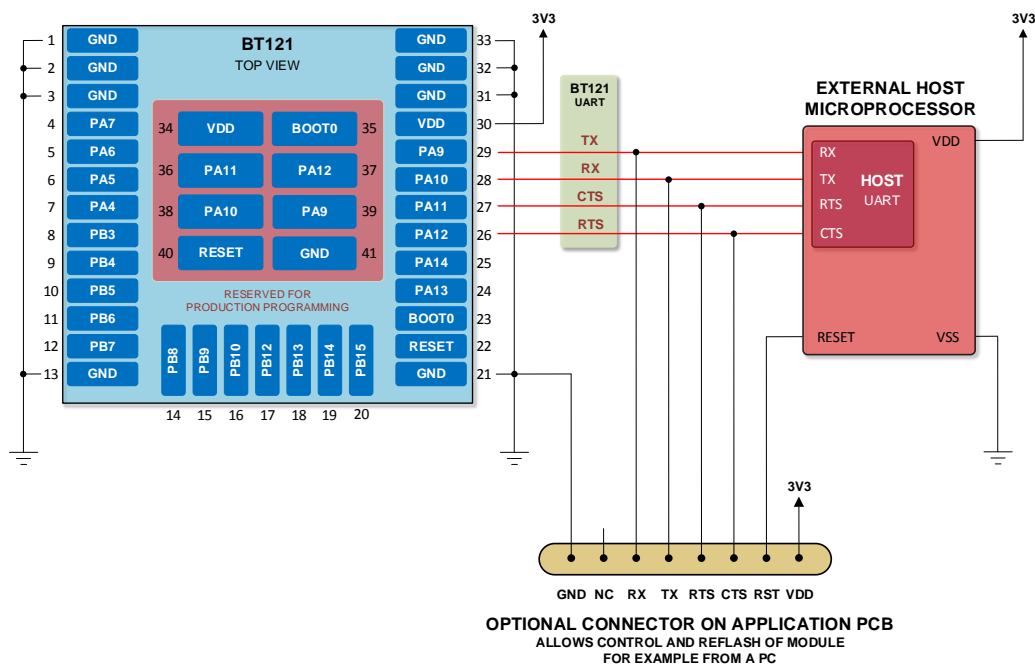 BT121
TOP VIEW
1 GND
2 GND
3 GND
4 PA7
5 PA6
6 PA5
7 PA4
8 PB3
9 PB4
10 PB5
11 PB6
12 PB7
13 GND
34 VDD BOOT0 35
36 PA11 PA12 37
38 PA10 PA9 39
40 RESET GND 41
RESERVED FOR
PRODUCTION PROGRAMMING
PB8 PB9 PB10 PB12 PB13 PB14 PB15
14 15 16 17 18 19 20
GND 33
GND 32
GND 31
VDD 30
PA9 29
PA10 28
PA11 27
PA12 26
PA14 25
PA13 24
BOOT0 23
RESET 22
GND 21
3V3
BT121
UART
TX
RX
CTS
RTS
3V3
EXTERNAL HOST
MICROPROCESSOR
VDD
RX
TX
RTS
CTS
HOST
UART
RESET
VSS
3V3
GND NC RX TX RTS CTS RST VDD
OPTIONAL CONNECTOR ON APPLICATION PCB
ALLOWS CONTROL AND REFLASH OF MODULE
FOR EXAMPLE FROM A PC